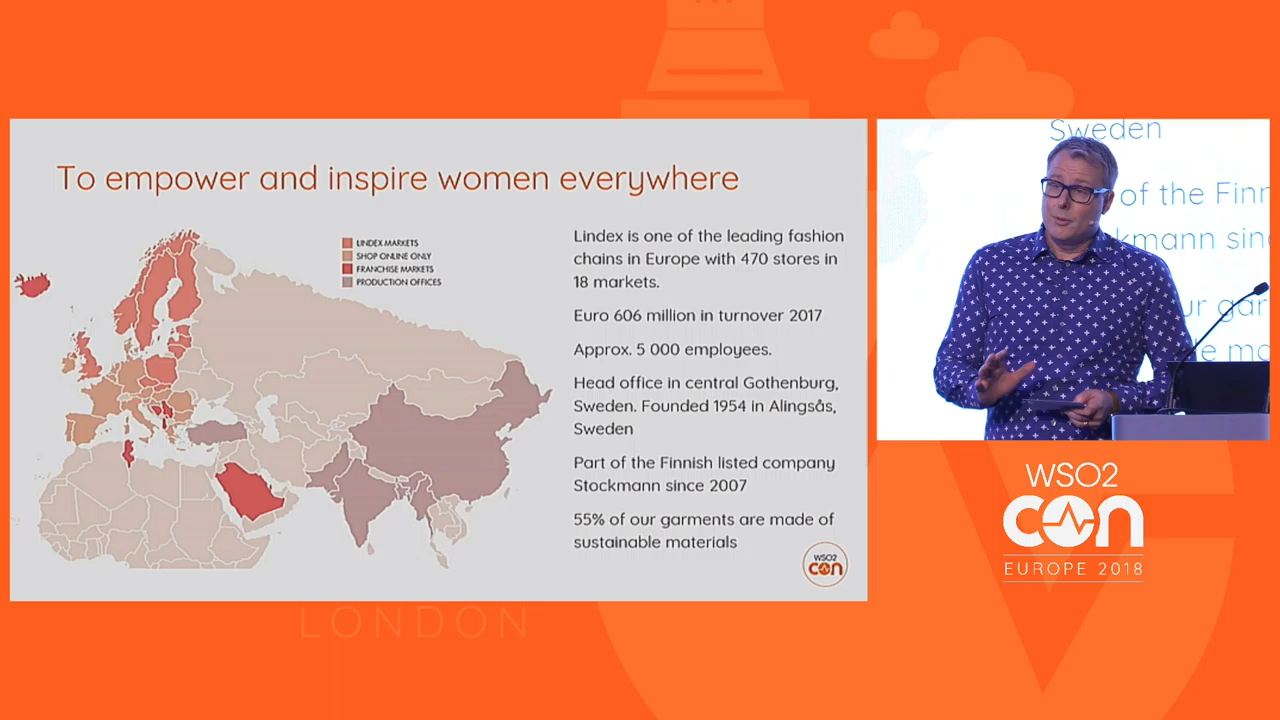 To empower and inspire women everywhere
LINDEX MARKETS
SHOP ONLINE ONLY
FRANCHISE MARKETS
PRODUCTION OFFICES
Lindex is one of the leading fashion
chains in Europe with 470 stores in
18 markets.
Euro 606 million in turnover 2017
Approx. 5 000 employees.
Head office in central Gothenburg,
Sweden. Founded 1954 in Alingsås,
Sweden
Part of the Finnish listed company
Stockmann since 2007
55% of our garments are made of
sustainable materials
WSO2
con
Sweden
of the Finn
kmann sinc
ur gar
e ma
WSO2
con
EUROPE 2018
LONDON